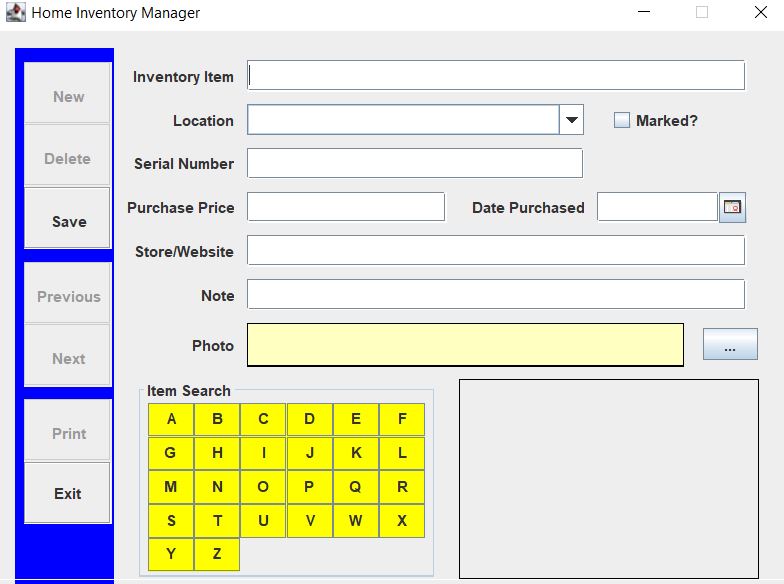 Home Inventory Manager
New
Delete
Save
Previous
Next
Print
Exit
Inventory Item
Location
Marked?
Serial Number
Purchase Price
Date Purchased
Store/Website
Note
Photo
...
Item Search
A B C D E F
G H I J K L
M N O P Q R
S T U V W X
Y Z